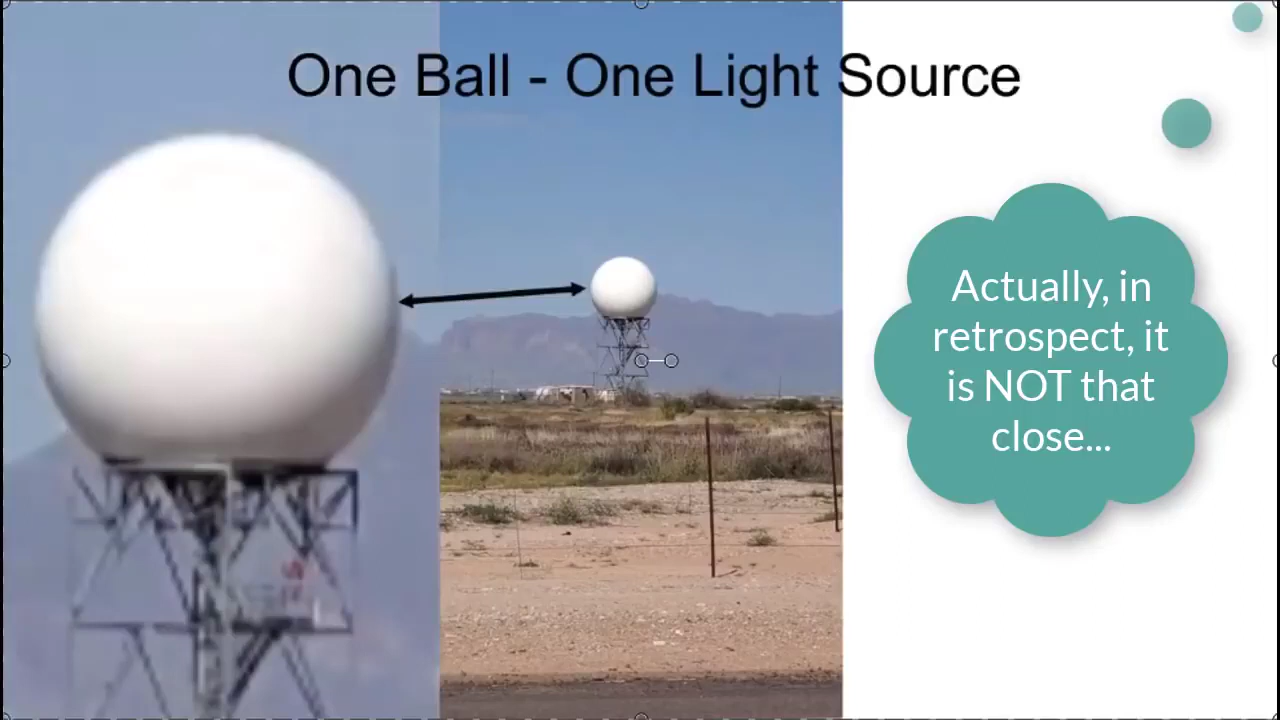 One Ball - One Light Source
Actually, in
retrospect, it
is NOT that
close...